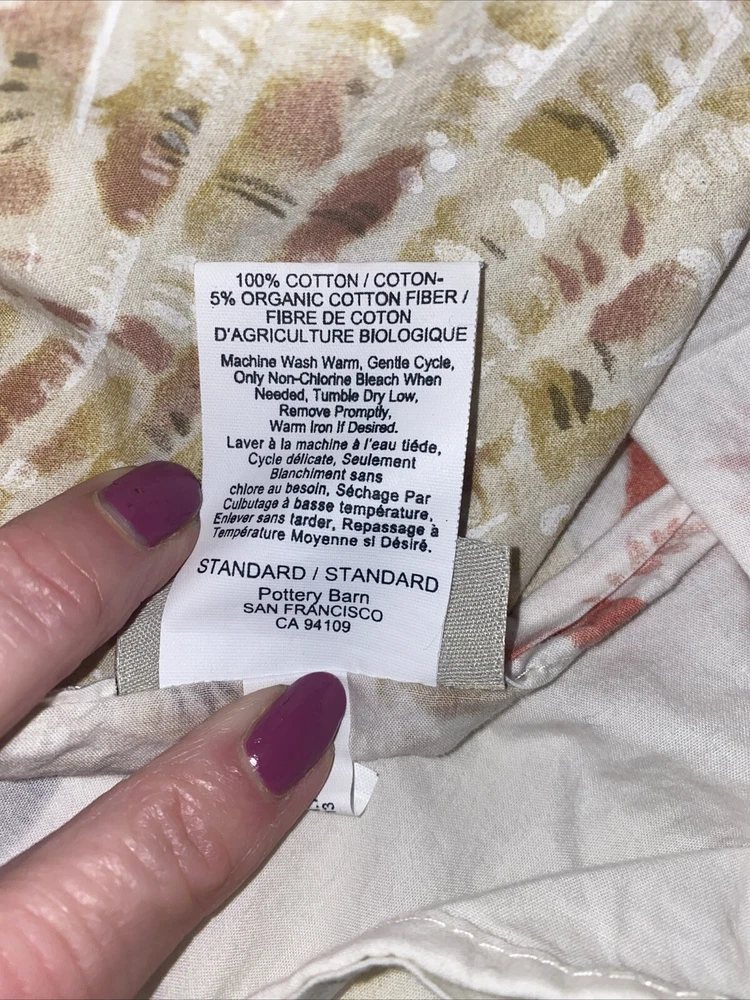 100% COTTON / COTON-
5% ORGANIC COTTON FIBER /
FIBRE DE COTON
D'AGRICULTURE BIOLOGIQUE
Machine Wash Warm, Gentle Cycle,
Only Non-Chlorine Bleach When
Needed, Tumble Dry Low,
Remove Promptly,
Warm Iron If Desired.
Laver à la machine à l'eau tiéde,
Cycle délicate, Seulement
Blanchiment sans
chlore au besoin, Séchage Par
Culbutage à basse température,
Enlever sans tarder, Repassage à
Température Moyenne si Désiré.
STANDARD / STANDARD
Pottery Barn
SAN FRANCISCO
CA 94109